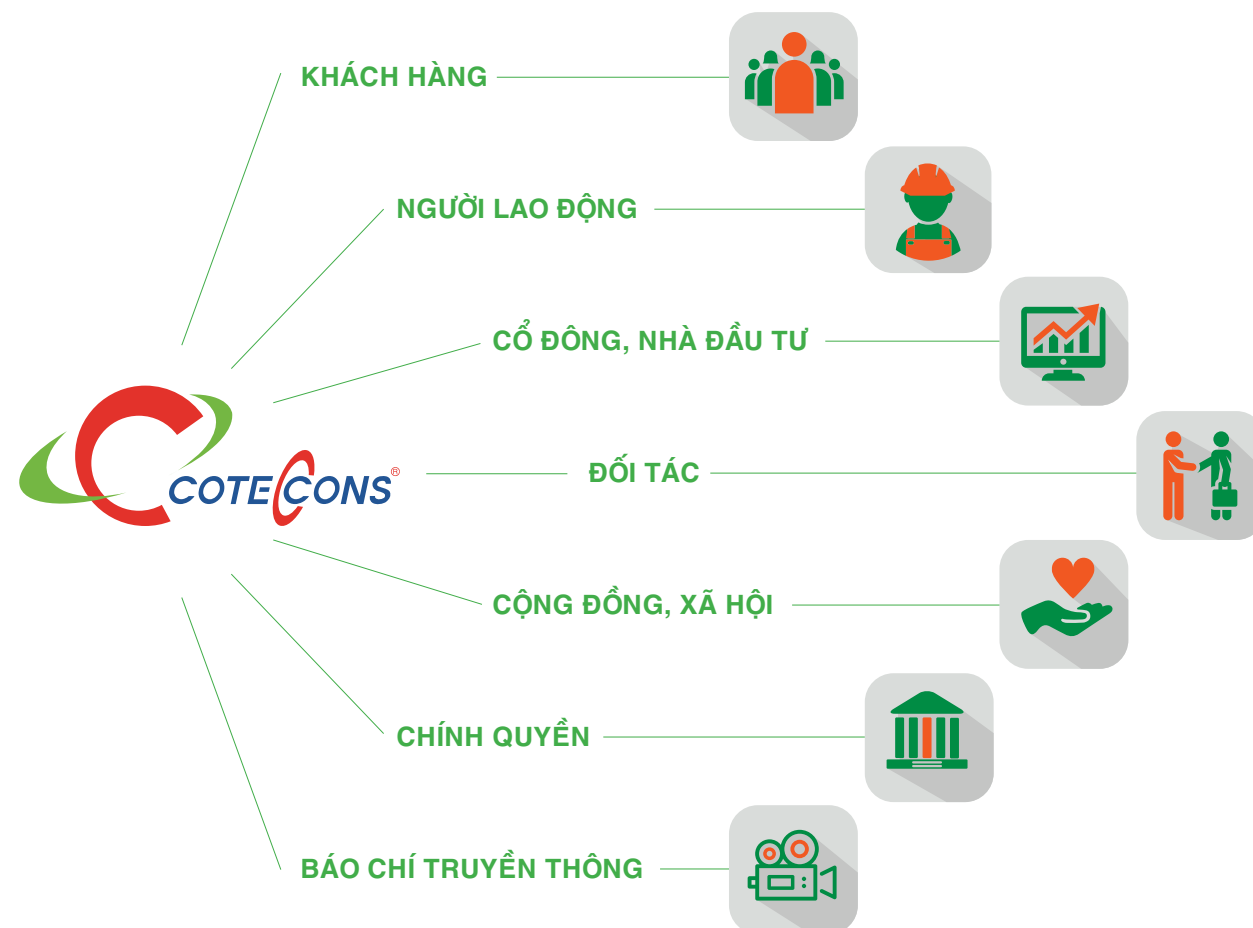 KHÁCH HÀNG
NGƯỜI LAO ĐỘNG
CỔ ĐÔNG, NHÀ ĐẦU TƯ
COTECCONS®
ĐỐI TÁC
CỘNG ĐỒNG, XÃ HỘI
CHÍNH QUYỀN
BÁO CHÍ TRUYỀN THÔNG